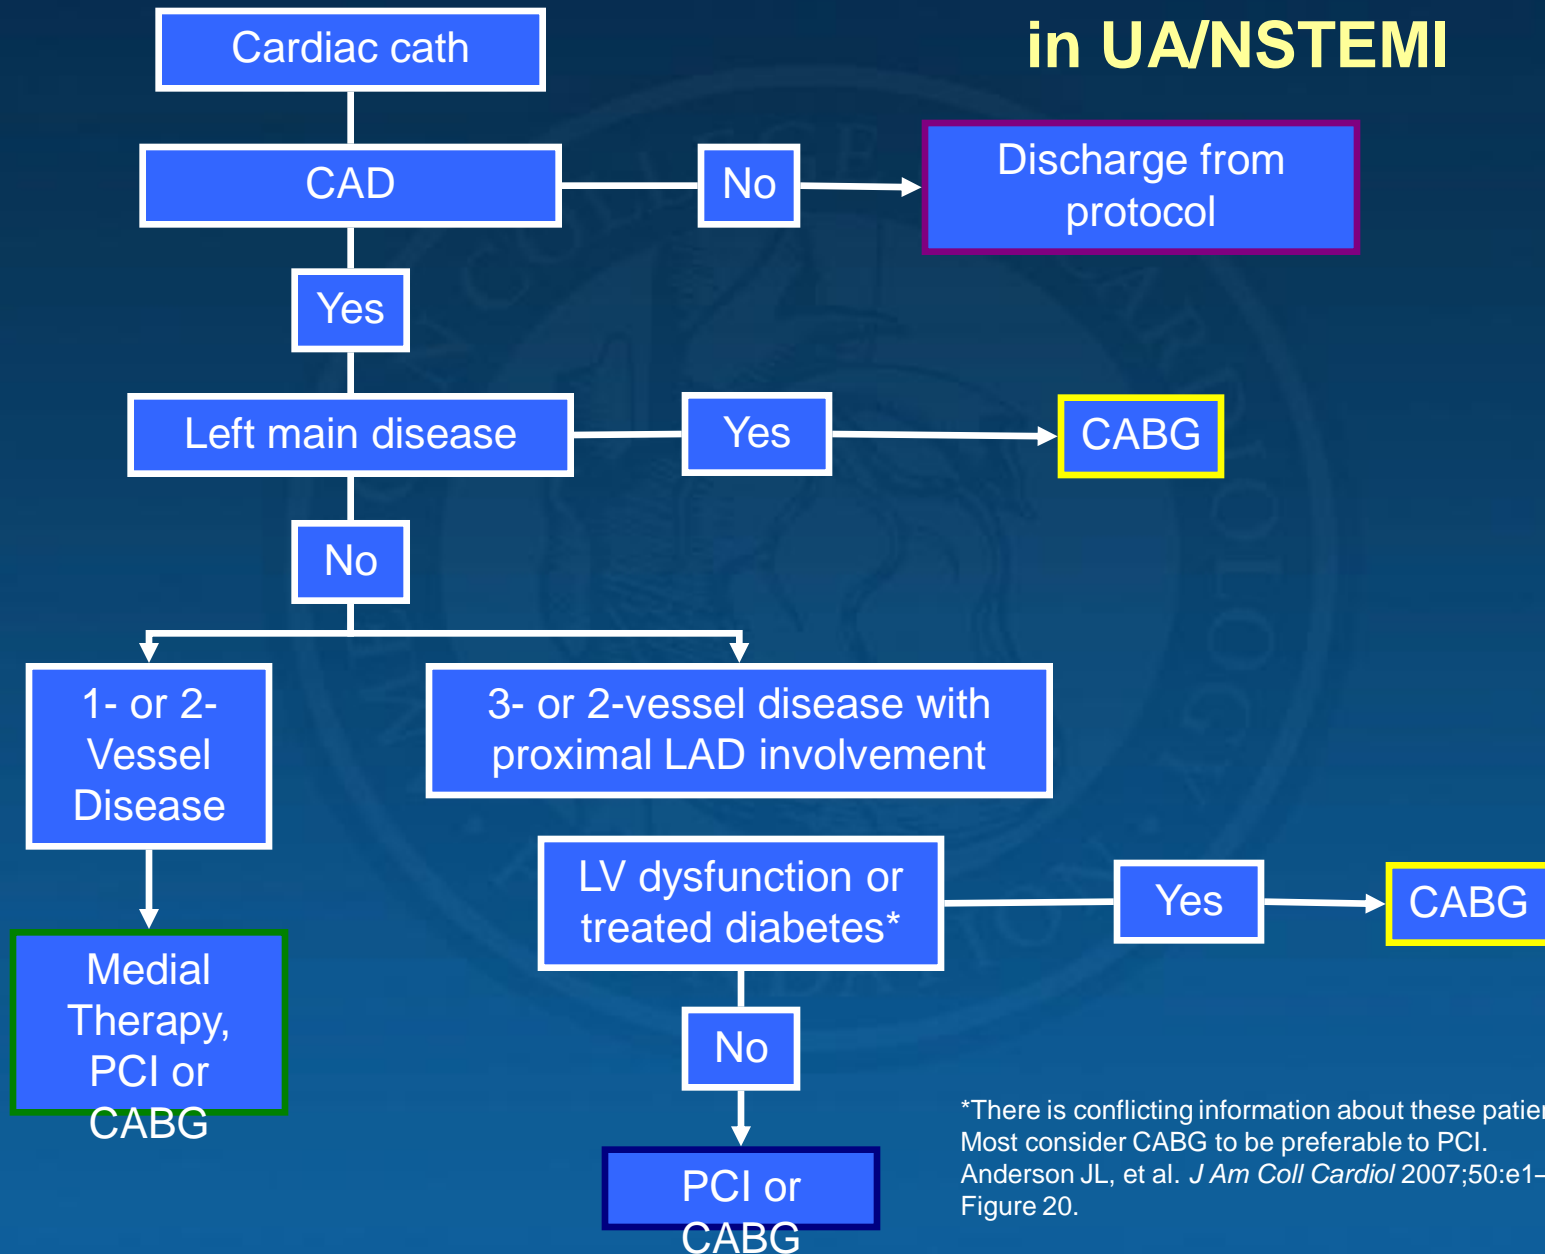 in UA/NSTEMI
Cardiac cath
CAD
No
Discharge from
protocol
Yes
Left main disease
Yes
CABG
No
1- or 2-
Vessel
Disease
3- or 2-vessel disease with
proximal LAD involvement
LV dysfunction or
treated diabetes*
Yes
CABG
Medial
Therapy,
PCI or
CABG
No
PCI or
CABG
*There is conflicting information about these
Most consider CABG to be preferable to PCI.
Anderson JL, et al. J Am Coll Cardiol 2007;50:e1–
Figure 20.